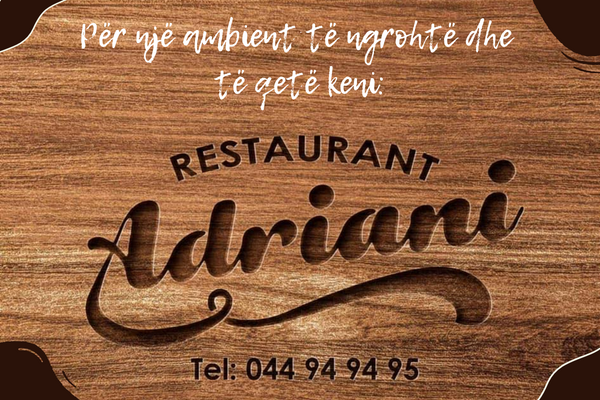 Për një ambient të ngrohtë dhe
të qetë keni:
RESTAURANT
Adriani
Tel: 044 94 94 95